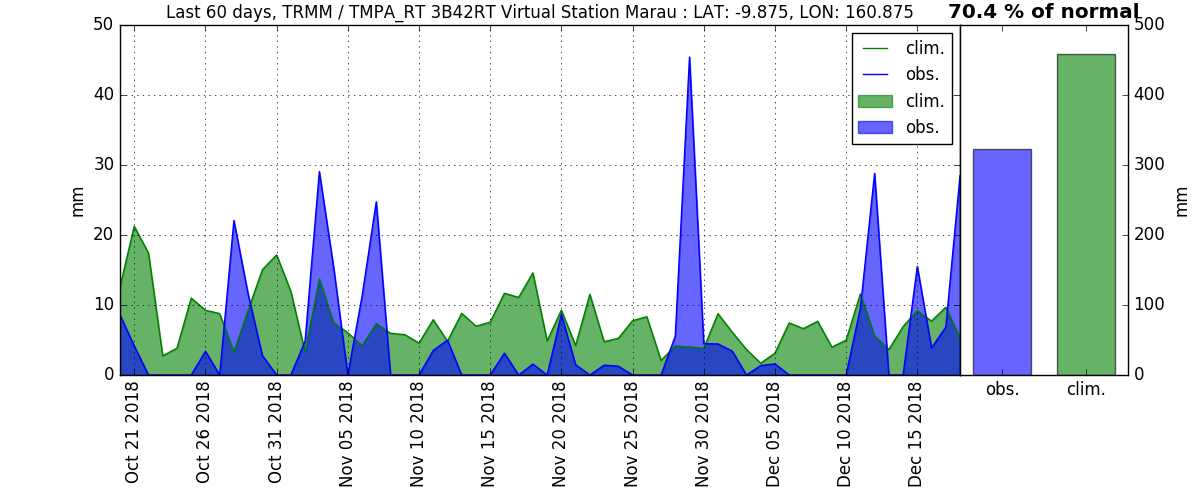 Last 60 days, TRMM / TMPA_RT 3B42RT Virtual Station Marau : LAT: -9.875, LON: 160.875
70.4 % of normal
50
40
30
20
10
0
mm
clim.
obs.
clim.
obs.
500
400
300
200
100
0
mm
obs.
clim.
Oct 21 2018
Oct 26 2018
Oct 31 2018
Nov 05 2018
Nov 10 2018
Nov 15 2018
Nov 20 2018
Nov 25 2018
Nov 30 2018
Dec 05 2018
Dec 10 2018
Dec 15 2018